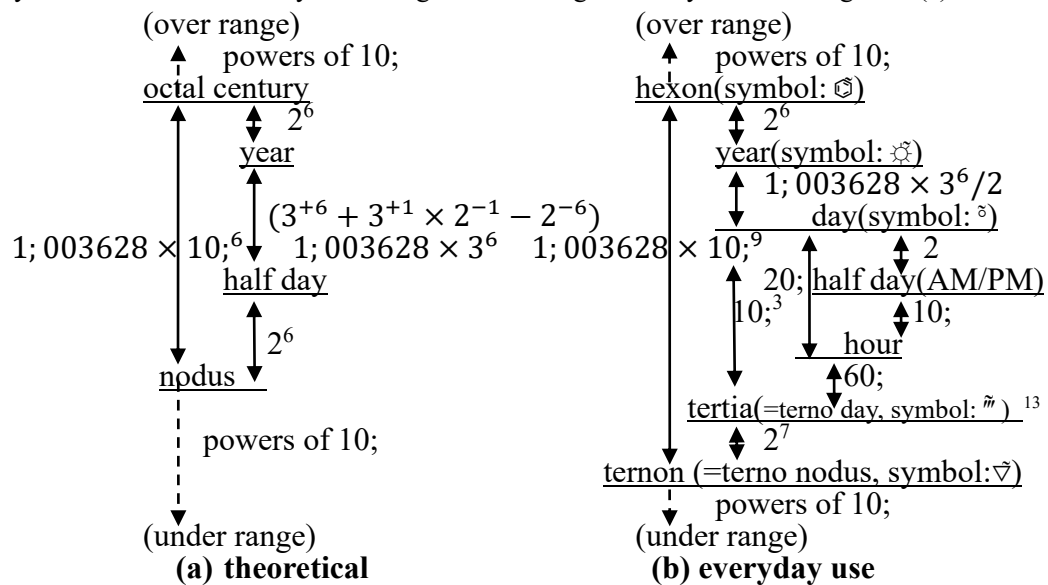 (over range)
powers of 10;
octal century
2⁶
year
(3⁺⁶ + 3⁺¹ × 2⁻¹ − 2⁻⁶)
1; 003628 × 10;⁶
1; 003628 × 3⁶
half day
2⁶
nodus
powers of 10;
(under range)
(a) theoretical
(over range)
powers of 10;
hexon(symbol: )
2⁶
year(symbol: )
1; 003628 × 3⁶/2
day(symbol: )
1; 003628 × 10;⁹
2
20;
half day(AM/PM)
10;³
10;
hour
60;
tertia(=terno day, symbol: ) ¹³
2⁷
ternon (=terno nodus, symbol:▽̃)
powers of 10;
(under range)
(b) everyday use